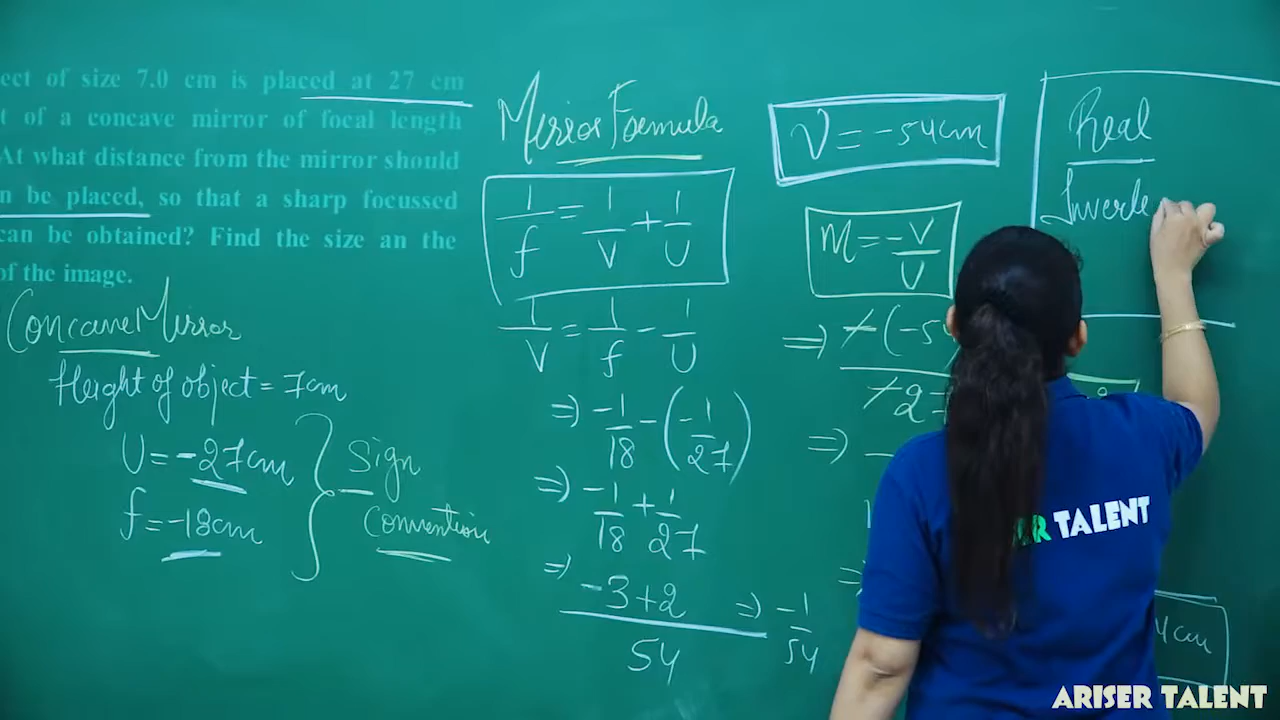 ect of size 7.0 cm is placed at 27 cm
t of a concave mirror of focal length
At what distance from the mirror should
n be placed, so that a sharp focussed
can be obtained? Find the size an the
of the image.
Concave Mirror
Height of object = 7cm
U = -27cm
f = -18cm
Sign
Convention
Mirror Formula
1/f = 1/V + 1/U
1/V = 1/f - 1/U
⇒ -1/18 - (-1/27)
⇒ -1/18 + 1/27
⇒ -3+2/54 ⇒ -1/54
V = -54cm
m = -V/U
⇒ -(-5
-2
⇒
⇒
4cm
Real
Inverte
TALENT
ARISER TALENT